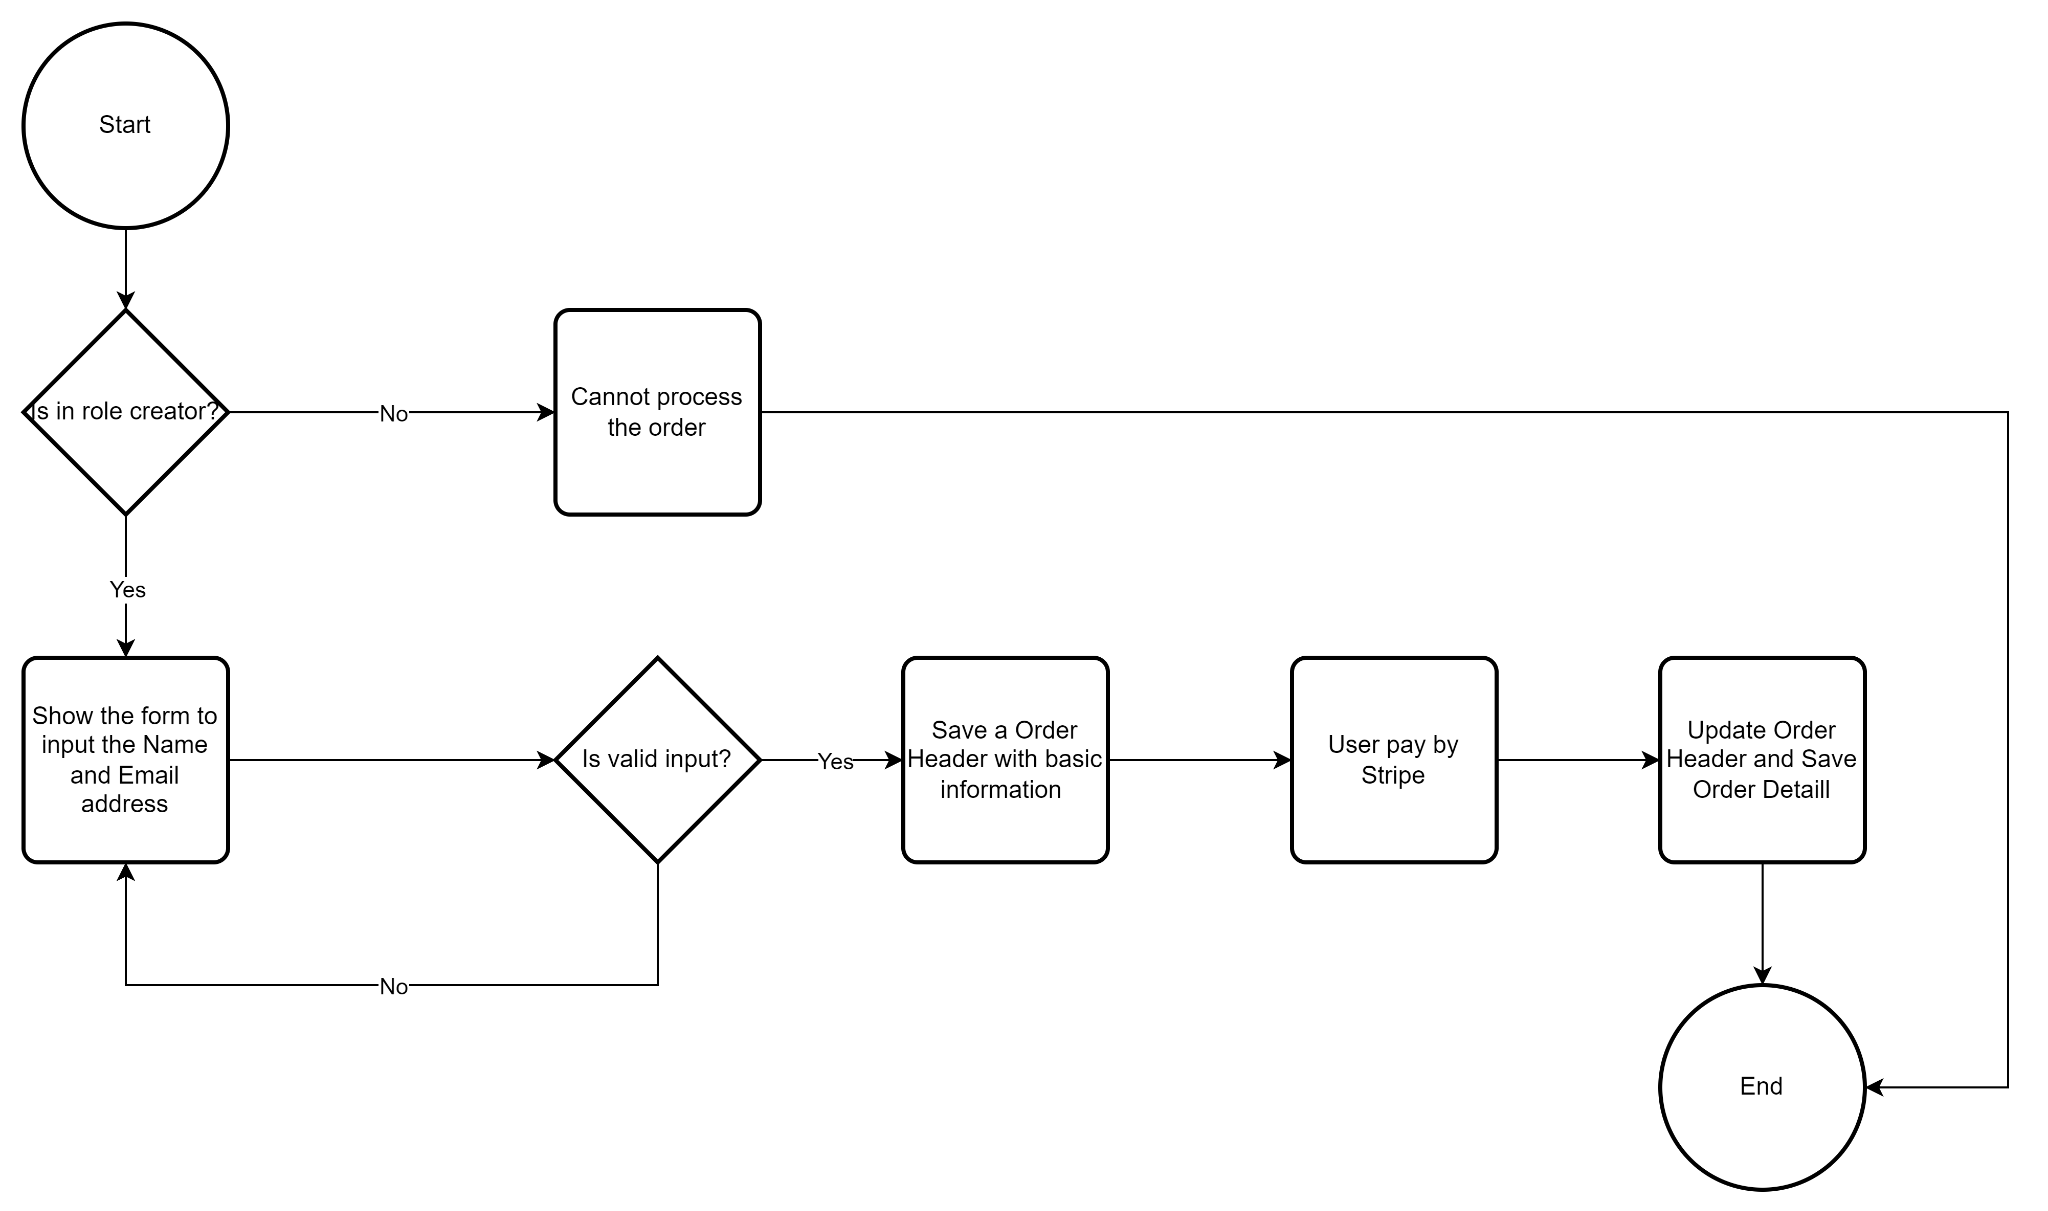 Start
Is in role creator?
No
Cannot process
the order
Yes
Show the form to
input the Name
and Email
address
Is valid input?
Yes
Save a Order
Header with basic
information
User pay by
Stripe
Update Order
Header and Save
Order Detaill
No
End